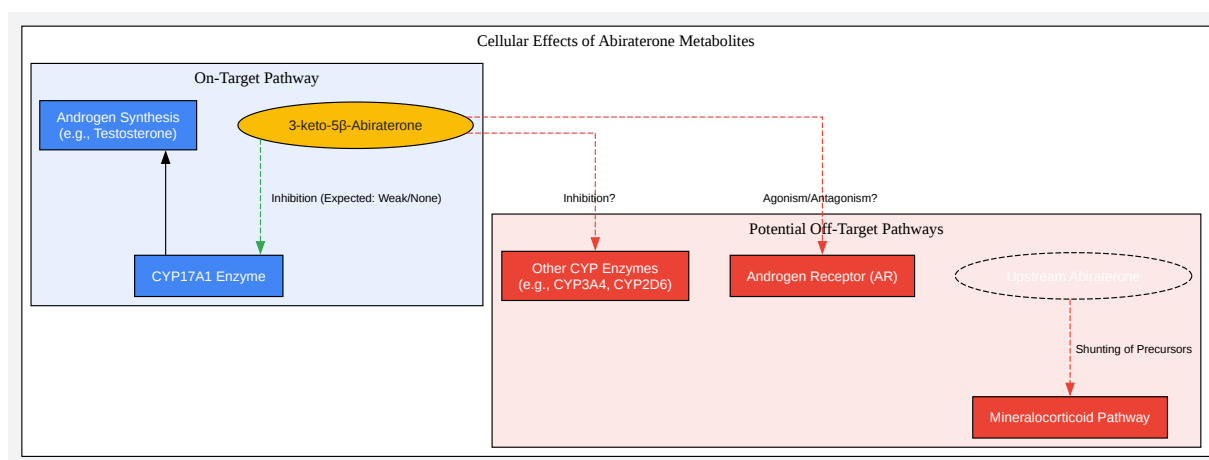 Cellular Effects of Abiraterone Metabolites
On-Target Pathway
Androgen Synthesis
(e.g., Testosterone)
3-keto-5β-Abiraterone
Inhibition (Expected: Weak/None)
Inhibition?
Agonism/Antagonism?
CYP17A1 Enzyme
Potential Off-Target Pathways
Other CYP Enzymes
(e.g., CYP3A4, CYP2D6)
Androgen Receptor (AR)
Upstream Abiraterone
Shunting of Precursors
Mineralocorticoid Pathway